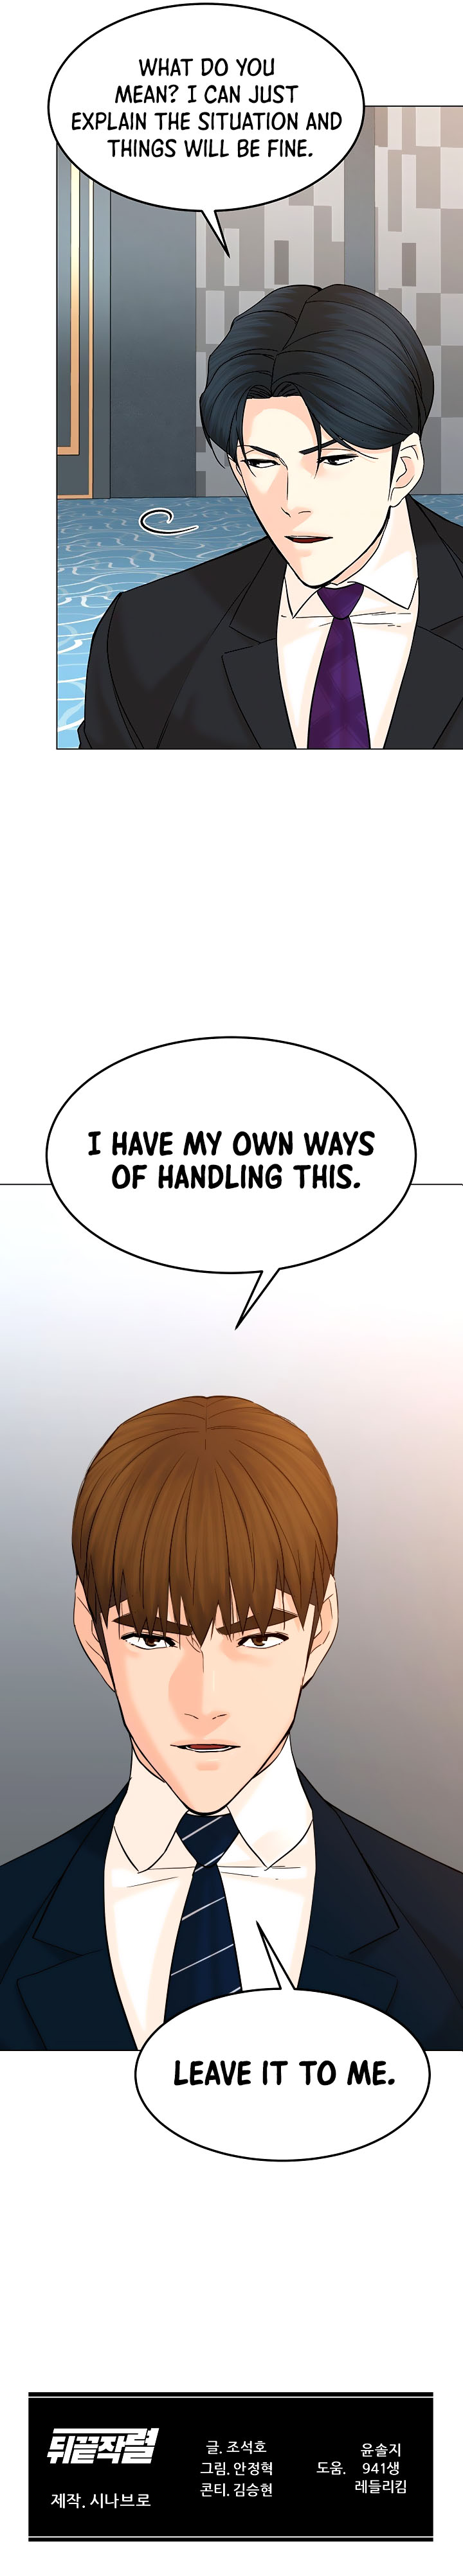 WHAT DO YOU
MEAN? I CAN JUST
EXPLAIN THE SITUATION AND
THINGS WILL BE FINE.
I HAVE MY OWN WAYS
OF HANDLING THIS.
LEAVE IT TO ME.
뒤끝작렬
제작. 시나브로
글. 조석호
그림. 안정혁
콘티. 김승현
도움. 윤솔지
941생
레들리킴